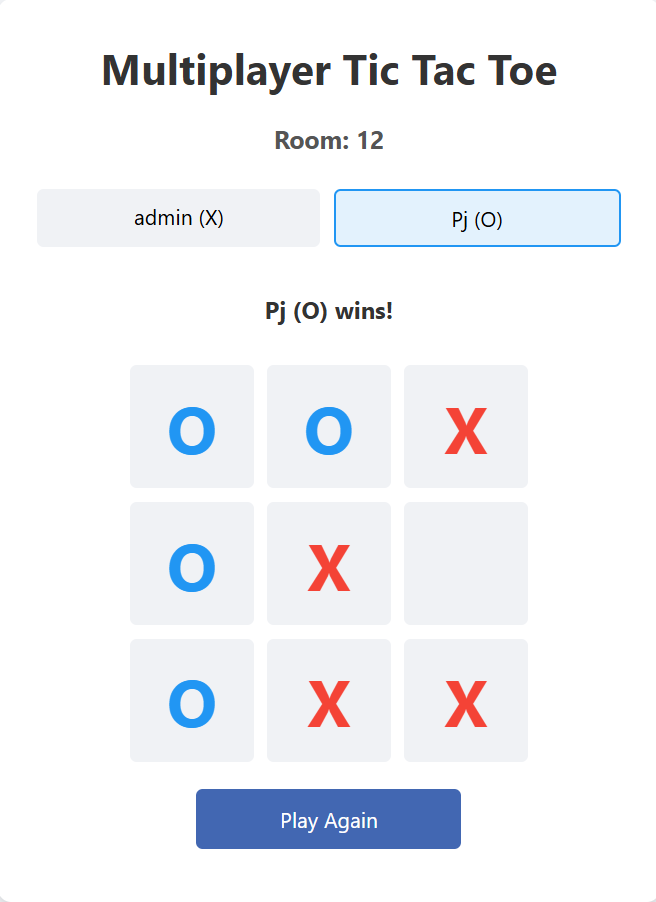 Multiplayer Tic Tac Toe
Room: 12
admin (X) Pj (O)
Pj (O) wins!
O O X
O X
O X X
Play Again